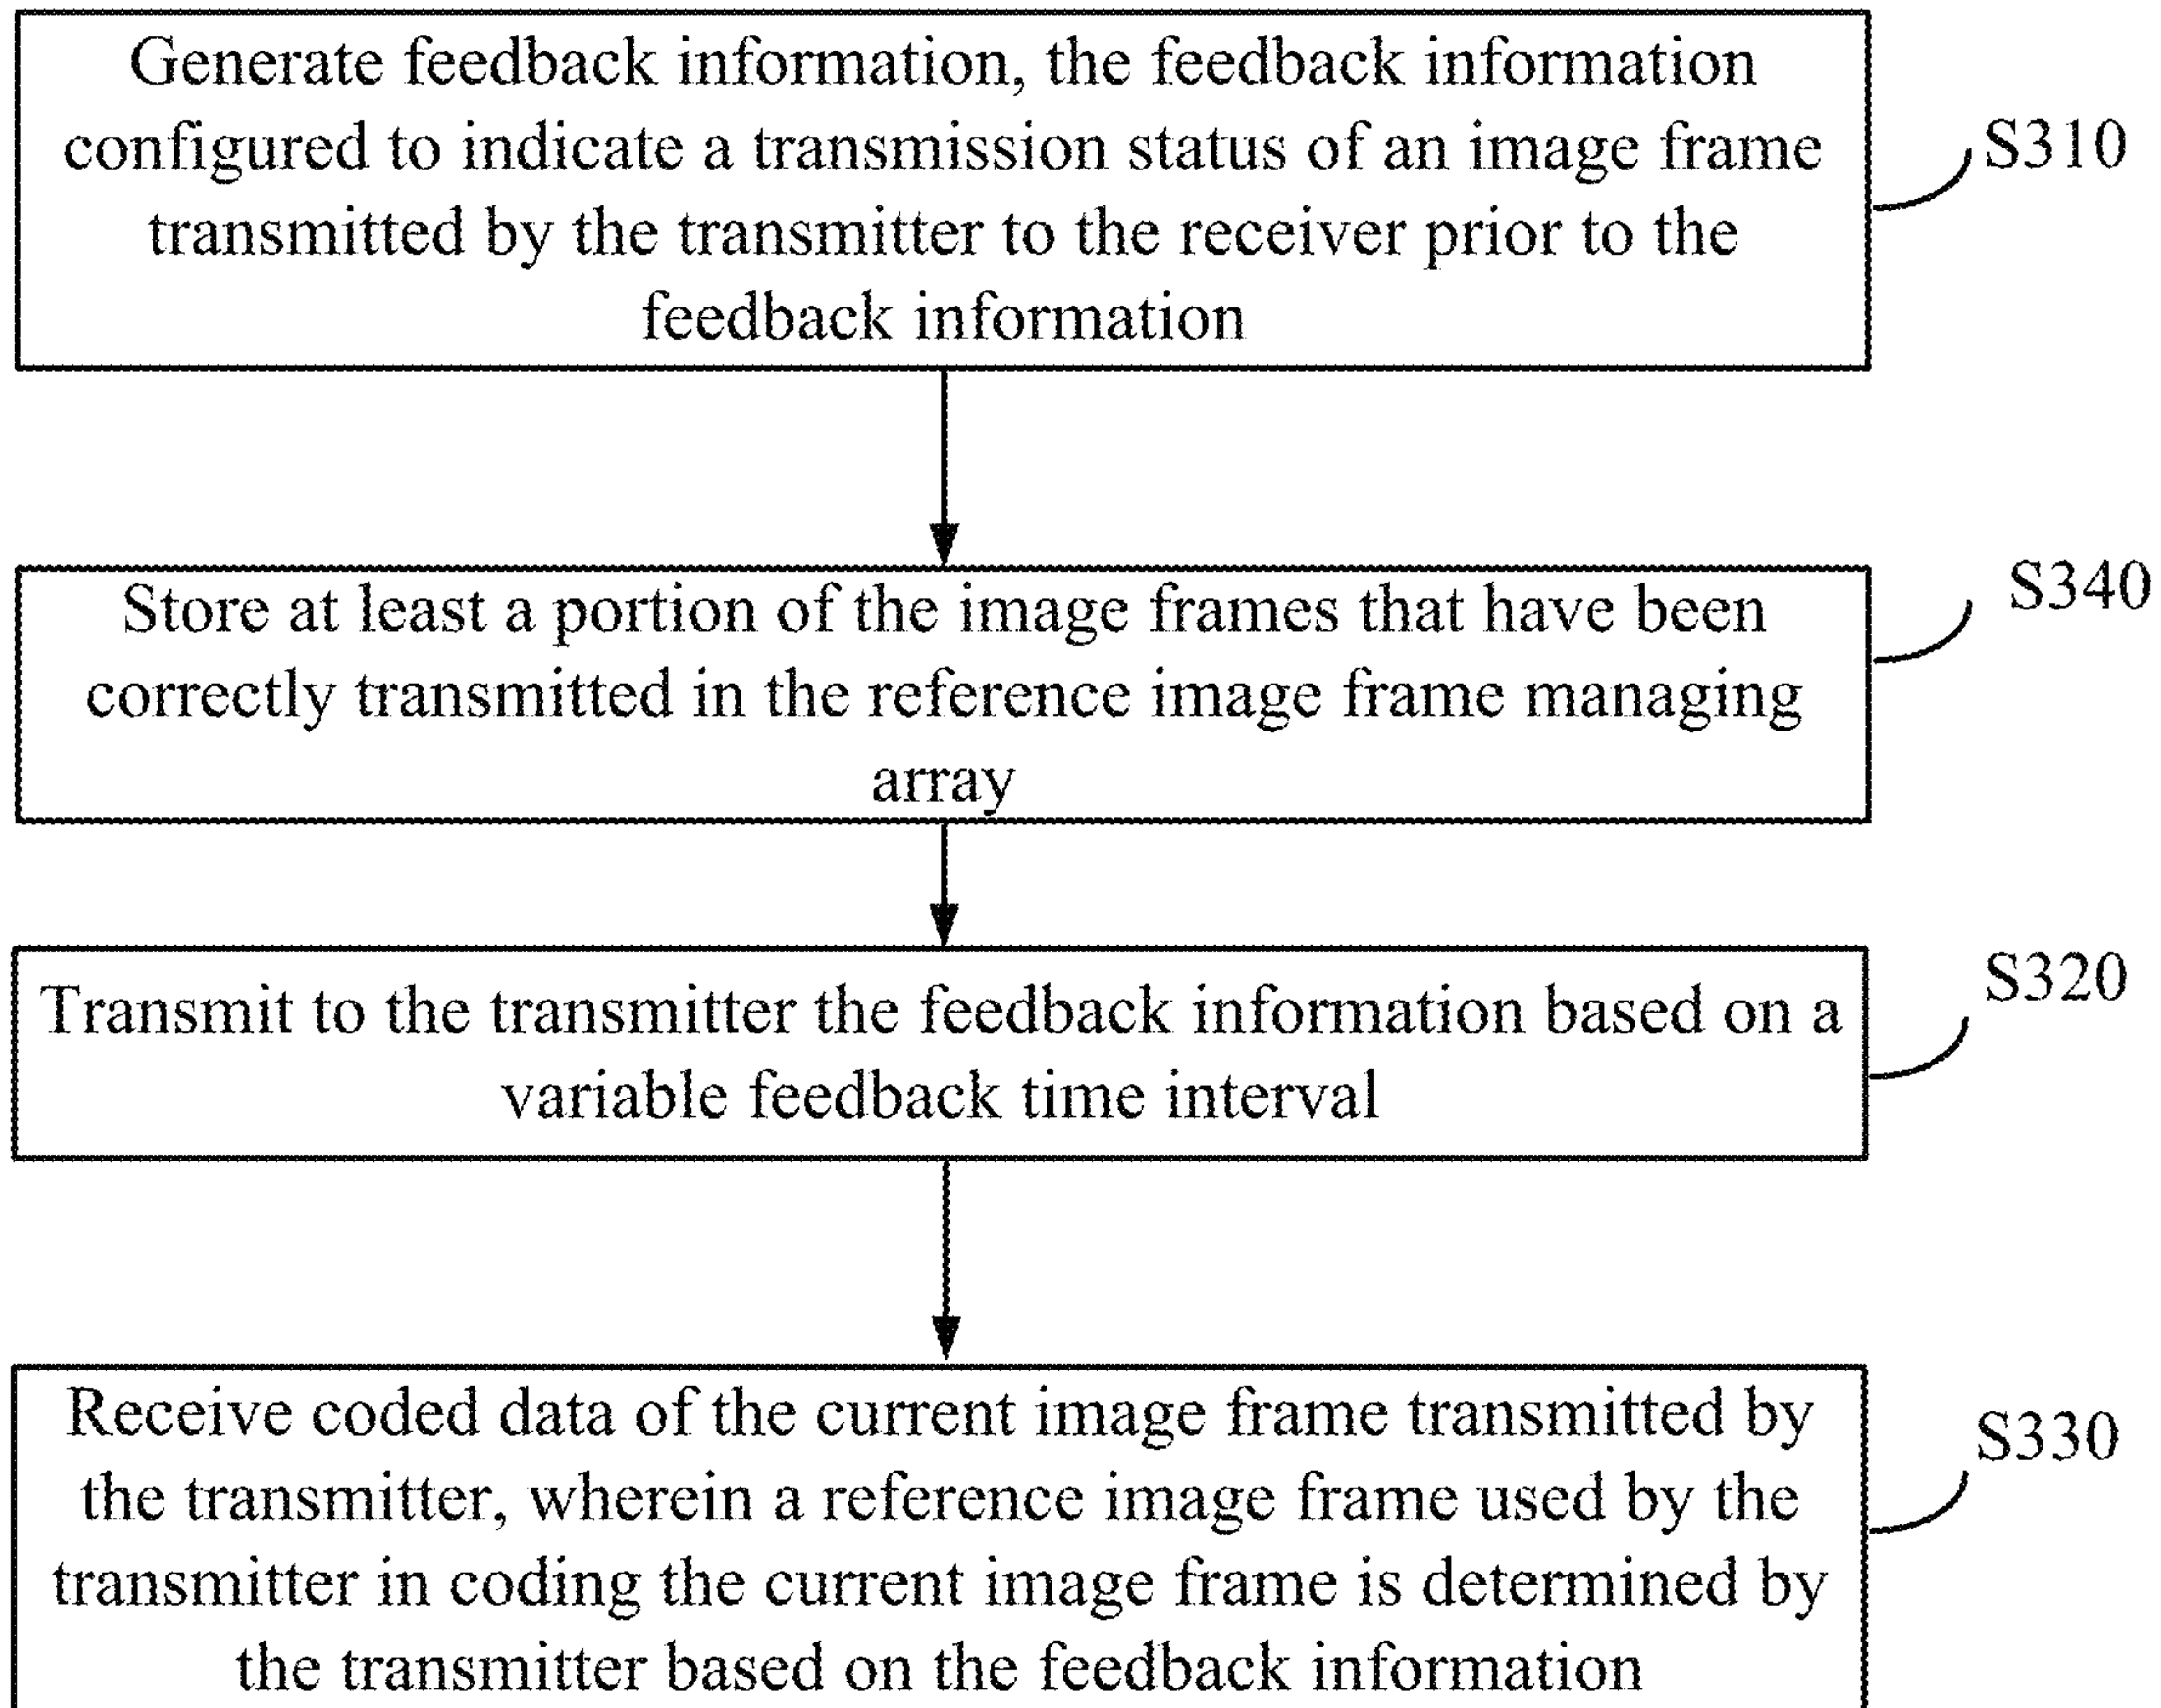 Generate feedback information, the feedback information
configured to indicate a transmission status of an image frame
transmitted by the transmitter to the receiver prior to the
feedback information
S310
Store at least a portion of the image frames that have been
correctly transmitted in the reference image frame managing
array
S340
Transmit to the transmitter the feedback information based on a
variable feedback time interval
S320
Receive coded data of the current image frame transmitted by
the transmitter, wherein a reference image frame used by the
transmitter in coding the current image frame is determined by
the transmitter based on the feedback information
S330